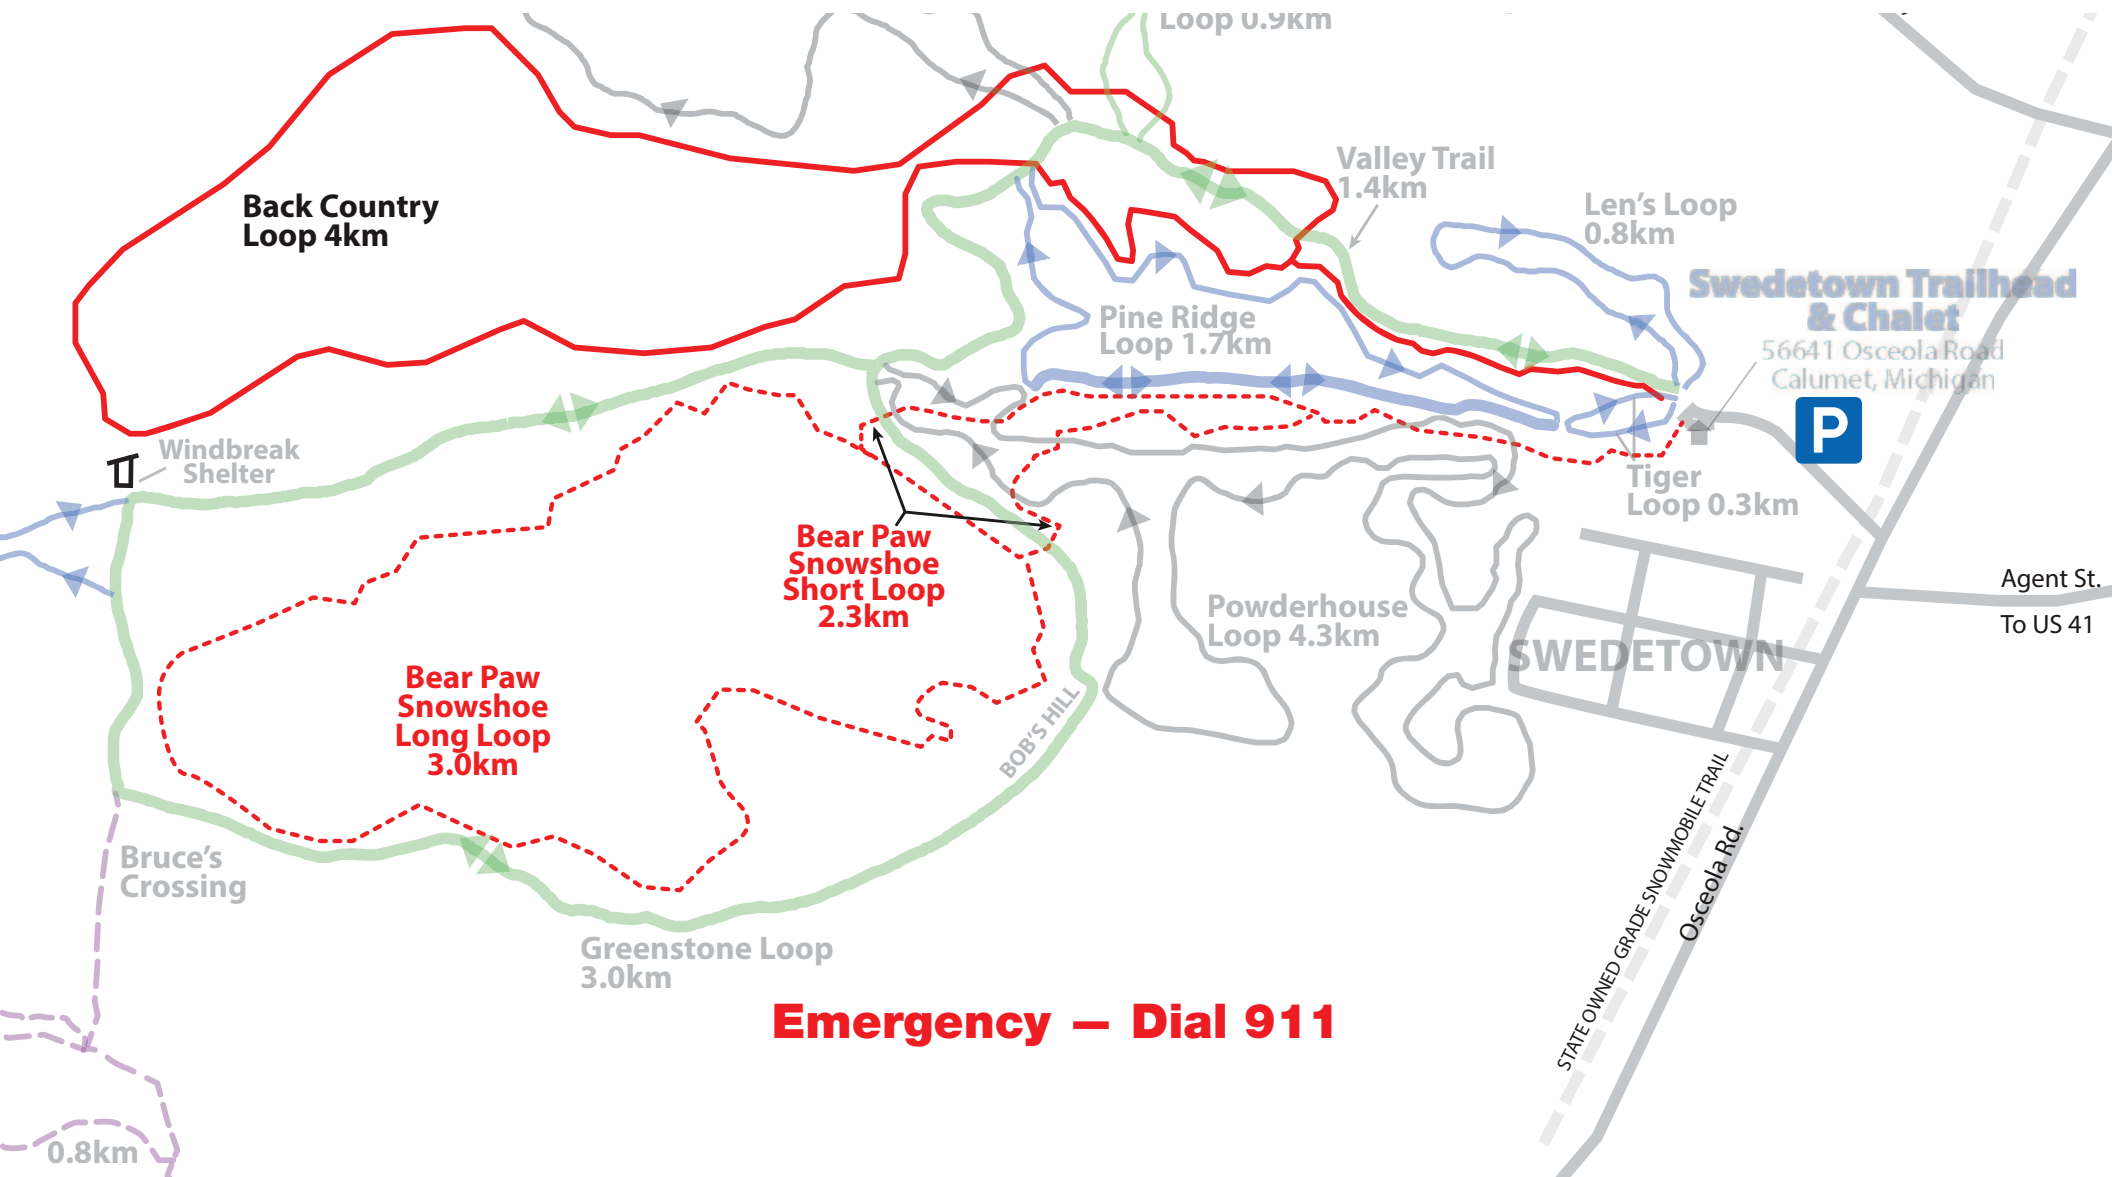 Loop 0.9km
Valley Trail
1.4km
Len's Loop
0.8km
Back Country
Loop 4km
Swedetown Trailhead
& Chalet
56641 Osceola Road
Calumet, Michigan
Pine Ridge
Loop 1.7km
P
Windbreak
Shelter
Tiger
Loop 0.3km
Bear Paw
Snowshoe
Short Loop
2.3km
Agent St.
To US 41
Powderhouse
Loop 4.3km
SWEDETOWN
Bear Paw
Snowshoe
Long Loop
3.0km
BOB'S HILL
Bruce's
Crossing
STATE OWNED GRADE SNOWMOBILE TRAIL
Osceola Rd.
Greenstone Loop
3.0km
Emergency — Dial 911
0.8km